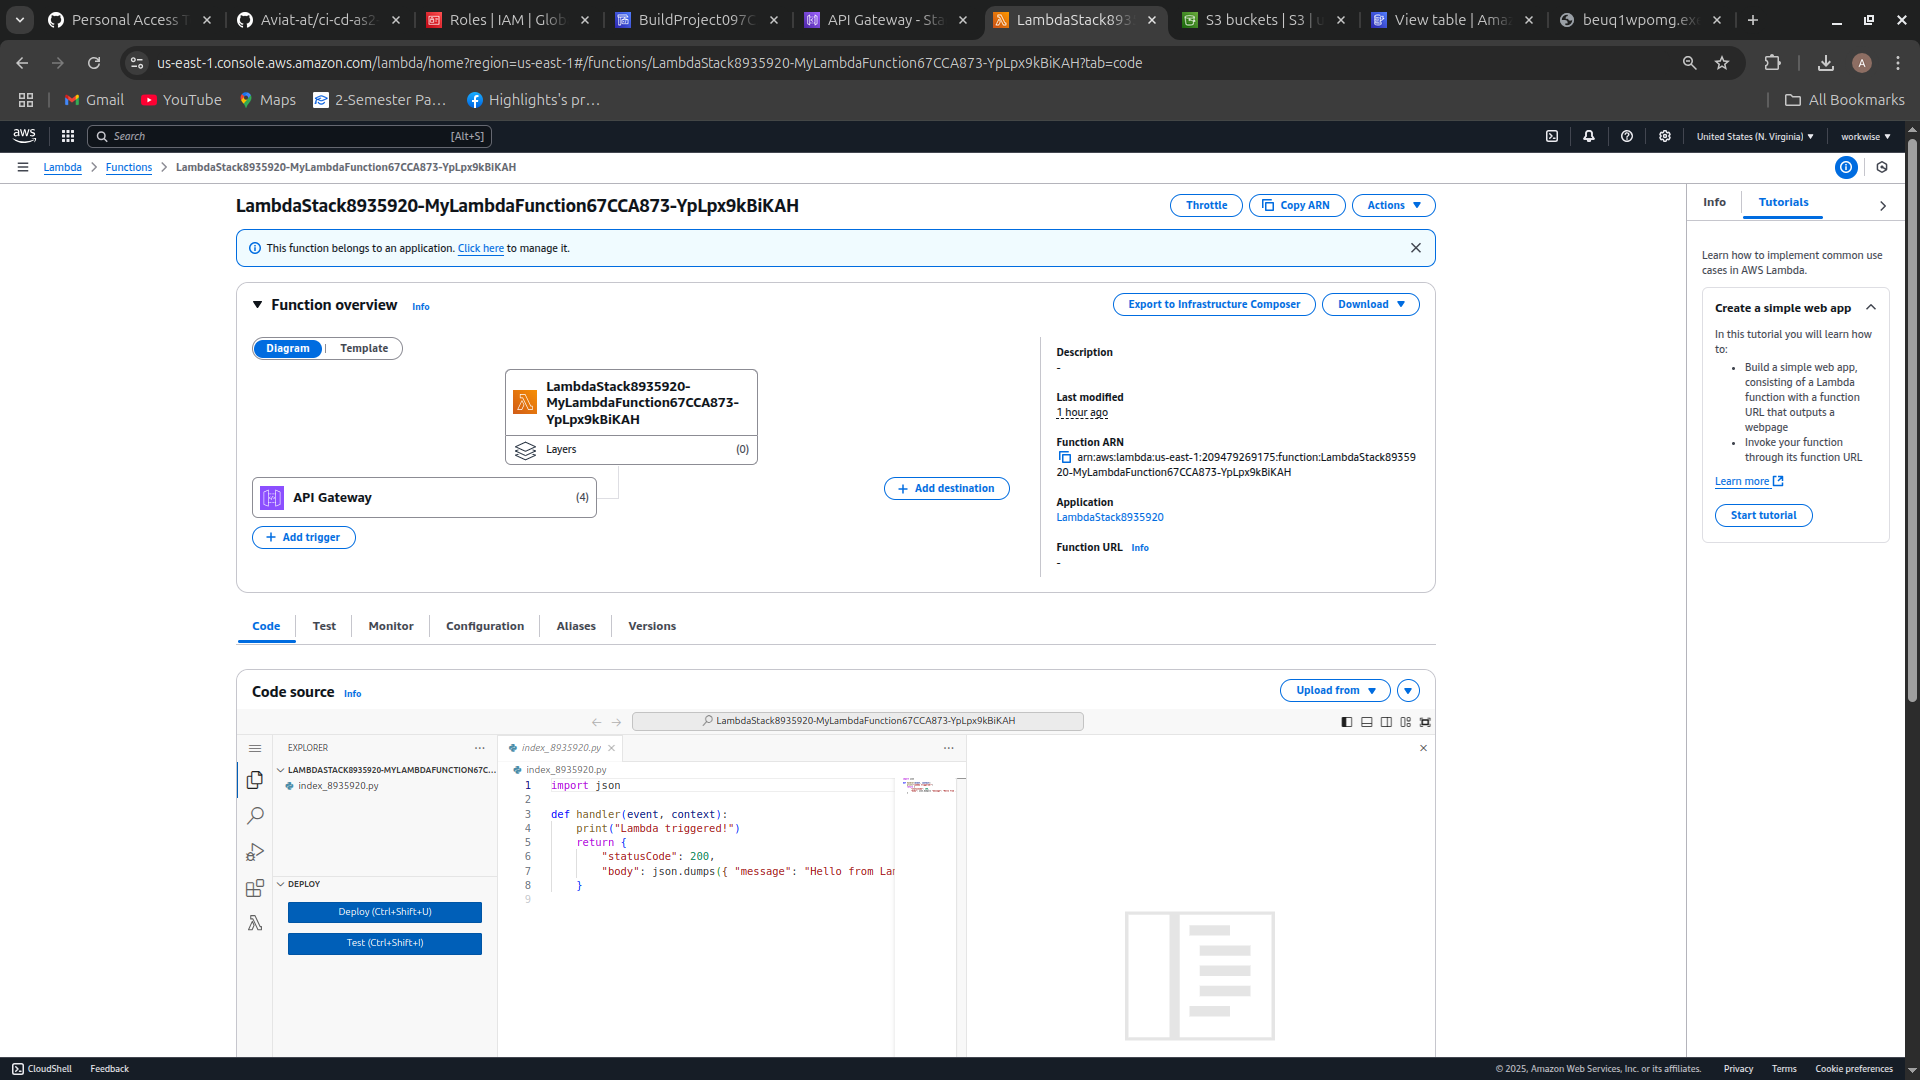 Personal Access T
Aviat-at/ci-cd-as2-
Roles | IAM | Glob
BuildProject097C
API Gateway - Sta
LambdaStack8935
S3 buckets | S3 | u
View table | Amaz
beuq1wpomg.exe
us-east-1.console.aws.amazon.com/lambda/home?region=us-east-1#/functions/LambdaStack8935920-MyLambdaFunction67CCA873-YpLpx9kBiKAH?tab=code
A
Gmail
YouTube
Maps
2-Semester Pa...
Highlights's pr...
All Bookmarks
aws
Search
[Alt+S]
United States (N. Virginia)
workwise
Lambda
Functions
LambdaStack8935920-MyLambdaFunction67CCA873-YpLpx9kBiKAH
LambdaStack8935920-MyLambdaFunction67CCA873-YpLpx9kBiKAH
Throttle
Copy ARN
Actions
This function belongs to an application. Click here to manage it.
Function overview
Info
Export to Infrastructure Composer
Download
Diagram
Template
LambdaStack8935920-
MyLambdaFunction67CCA873-
YpLpx9kBiKAH
Layers
(0)
API Gateway
(4)
Add trigger
Add destination
Description
-
Last modified
1 hour ago
Function ARN
arn:aws:lambda:us-east-1:209479269175:function:LambdaStack89359
20-MyLambdaFunction67CCA873-YpLpx9kBiKAH
Application
LambdaStack8935920
Function URL
Info
-
Code
Test
Monitor
Configuration
Aliases
Versions
Code source
Info
Upload from
LambdaStack8935920-MyLambdaFunction67CCA873-YpLpx9kBiKAH
EXPLORER
LAMBDASTACK8935920-MYLAMBDAFUNCTION67C...
index_8935920.py
DEPLOY
Deploy (Ctrl+Shift+U)
Test (Ctrl+Shift+I)
index_8935920.py
index_8935920.py
1 import json
2
3 def handler(event, context):
4 print("Lambda triggered!")
5 return {
6 "statusCode": 200,
7 "body": json.dumps({ "message": "Hello from Lam
8 }
9
Info
Tutorials
Learn how to implement common use
cases in AWS Lambda.
Create a simple web app
In this tutorial you will learn how
to:
• Build a simple web app,
consisting of a Lambda
function with a function
URL that outputs a
webpage
• Invoke your function
through its function URL
Learn more
Start tutorial
CloudShell
Feedback
© 2025, Amazon Web Services, Inc. or its affiliates.
Privacy
Terms
Cookie preferences